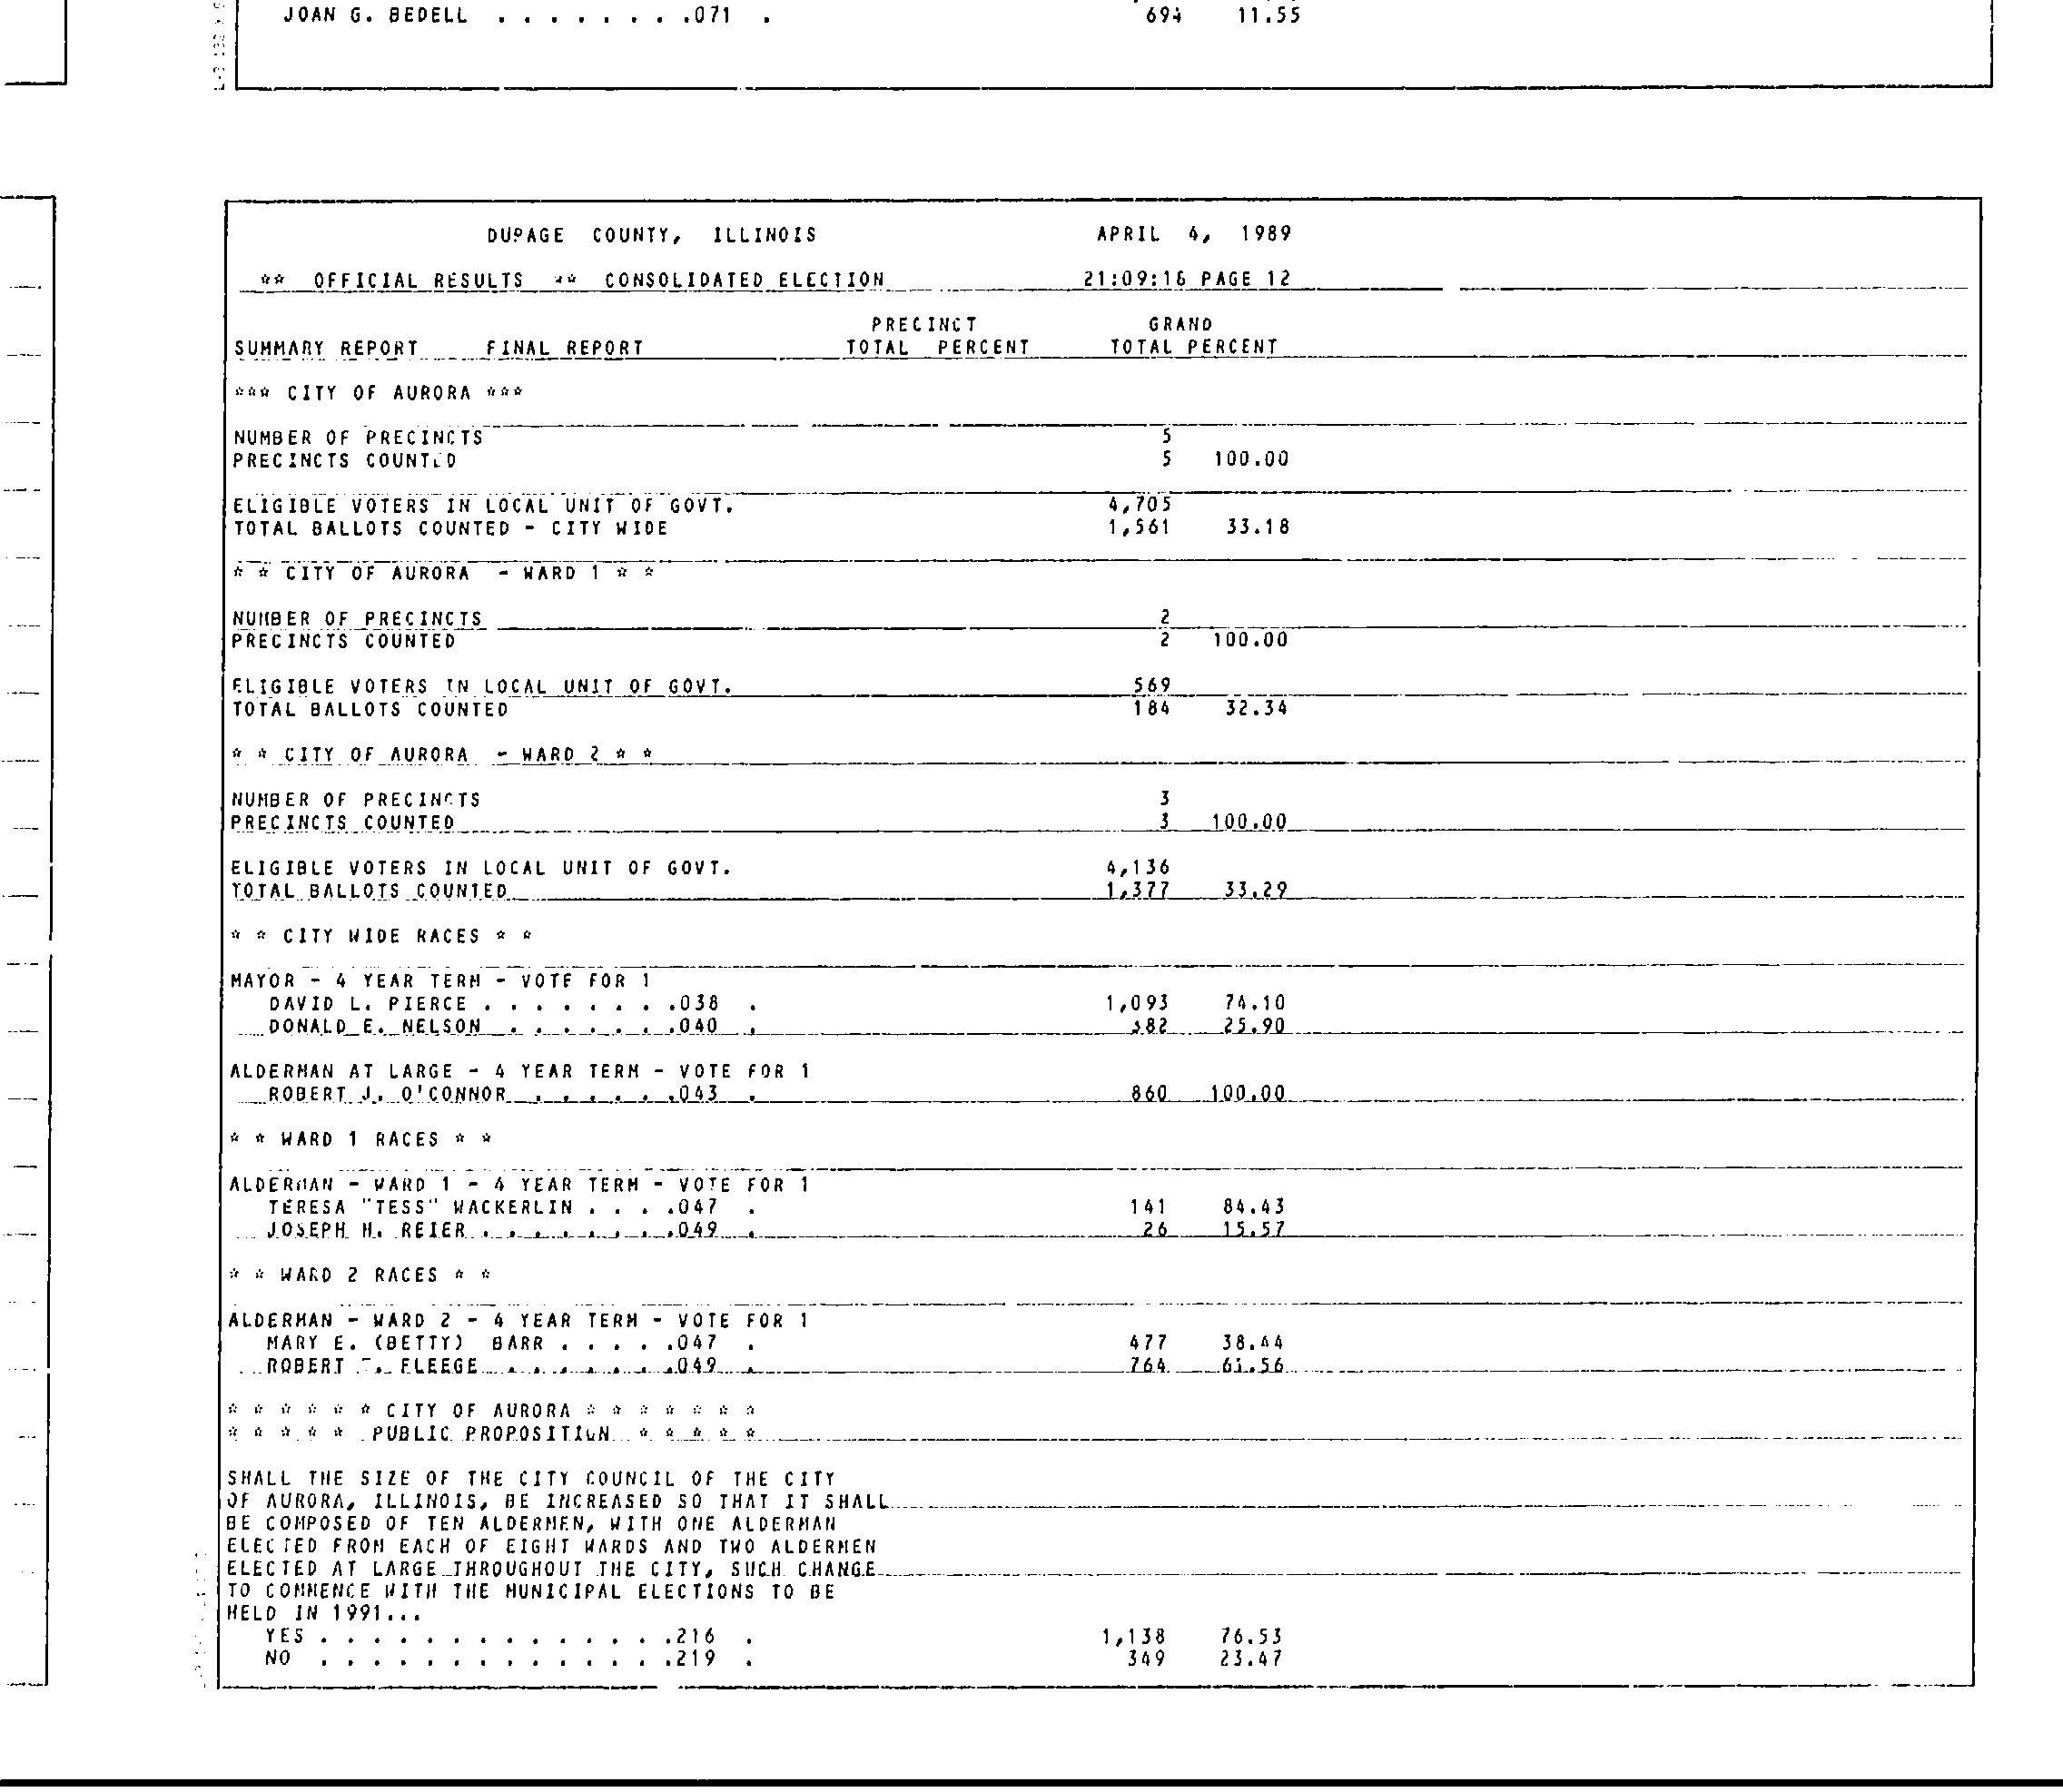 JOAN G. BEDELL . . . . . . . .071 . 694 11.55
DUPAGE COUNTY, ILLINOIS APRIL 4, 1989
** OFFICIAL RESULTS ** CONSOLIDATED ELECTION 21:09:16 PAGE 12
PRECINCT GRAND
SUMMARY REPORT FINAL REPORT TOTAL PERCENT TOTAL PERCENT
*** CITY OF AURORA ***
NUMBER OF PRECINCTS 5
PRECINCTS COUNTED 5 100.00
ELIGIBLE VOTERS IN LOCAL UNIT OF GOVT. 4,705
TOTAL BALLOTS COUNTED - CITY WIDE 1,561 33.18
* * CITY OF AURORA - WARD 1 * *
NUMBER OF PRECINCTS 2
PRECINCTS COUNTED 2 100.00
ELIGIBLE VOTERS IN LOCAL UNIT OF GOVT. 569
TOTAL BALLOTS COUNTED 184 32.34
* * CITY OF AURORA - WARD 2 * *
NUMBER OF PRECINCTS 3
PRECINCTS COUNTED 3 100.00
ELIGIBLE VOTERS IN LOCAL UNIT OF GOVT. 4,136
TOTAL BALLOTS COUNTED 1,377 33.29
* * CITY WIDE RACES * *
MAYOR - 4 YEAR TERM - VOTE FOR 1
DAVID L. PIERCE . . . . . . . .038 . 1,093 74.10
DONALD E. NELSON . . . . . . .040 . 382 25.90
ALDERMAN AT LARGE - 4 YEAR TERM - VOTE FOR 1
ROBERT J. O'CONNOR . . . . . .043 . 860 100.00
* * WARD 1 RACES * *
ALDERMAN - WARD 1 - 4 YEAR TERM - VOTE FOR 1
TERESA "TESS" WACKERLIN . . . .047 . 141 84.43
JOSEPH H. REIER . . . . . . . .049 . 26 15.57
* * WARD 2 RACES * *
ALDERMAN - WARD 2 - 4 YEAR TERM - VOTE FOR 1
MARY E. (BETTY) BARR . . . . .047 . 477 38.44
ROBERT FLEEGE . . . . . . . .049 . 764 61.56
* * * * * * CITY OF AURORA * * * * * * *
* * * * * PUBLIC PROPOSITION * * * * *
SHALL THE SIZE OF THE CITY COUNCIL OF THE CITY
OF AURORA, ILLINOIS, BE INCREASED SO THAT IT SHALL
BE COMPOSED OF TEN ALDERMEN, WITH ONE ALDERMAN
ELECTED FROM EACH OF EIGHT WARDS AND TWO ALDERMEN
ELECTED AT LARGE THROUGHOUT THE CITY, SUCH CHANGE
TO COMMENCE WITH THE MUNICIPAL ELECTIONS TO BE
HELD IN 1991...
YES . . . . . . . . . . . . . .216 . 1,138 76.53
NO . . . . . . . . . . . . . .219 . 349 23.47